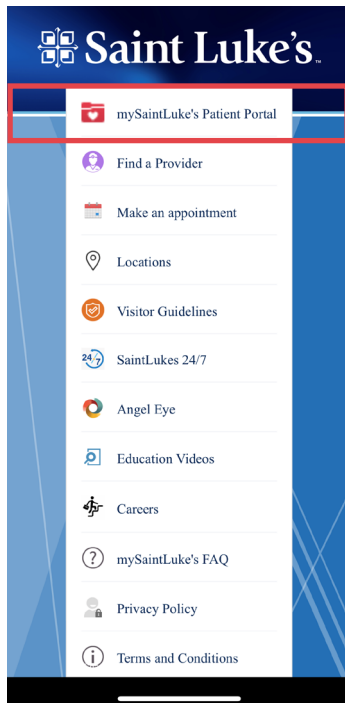 Saint Luke's™
mySaintLuke's Patient Portal
Find a Provider
Make an appointment
Locations
Visitor Guidelines
24/7
SaintLukes 24/7
Angel Eye
Education Videos
Careers
?
mySaintLuke's FAQ
Privacy Policy
i
Terms and Conditions